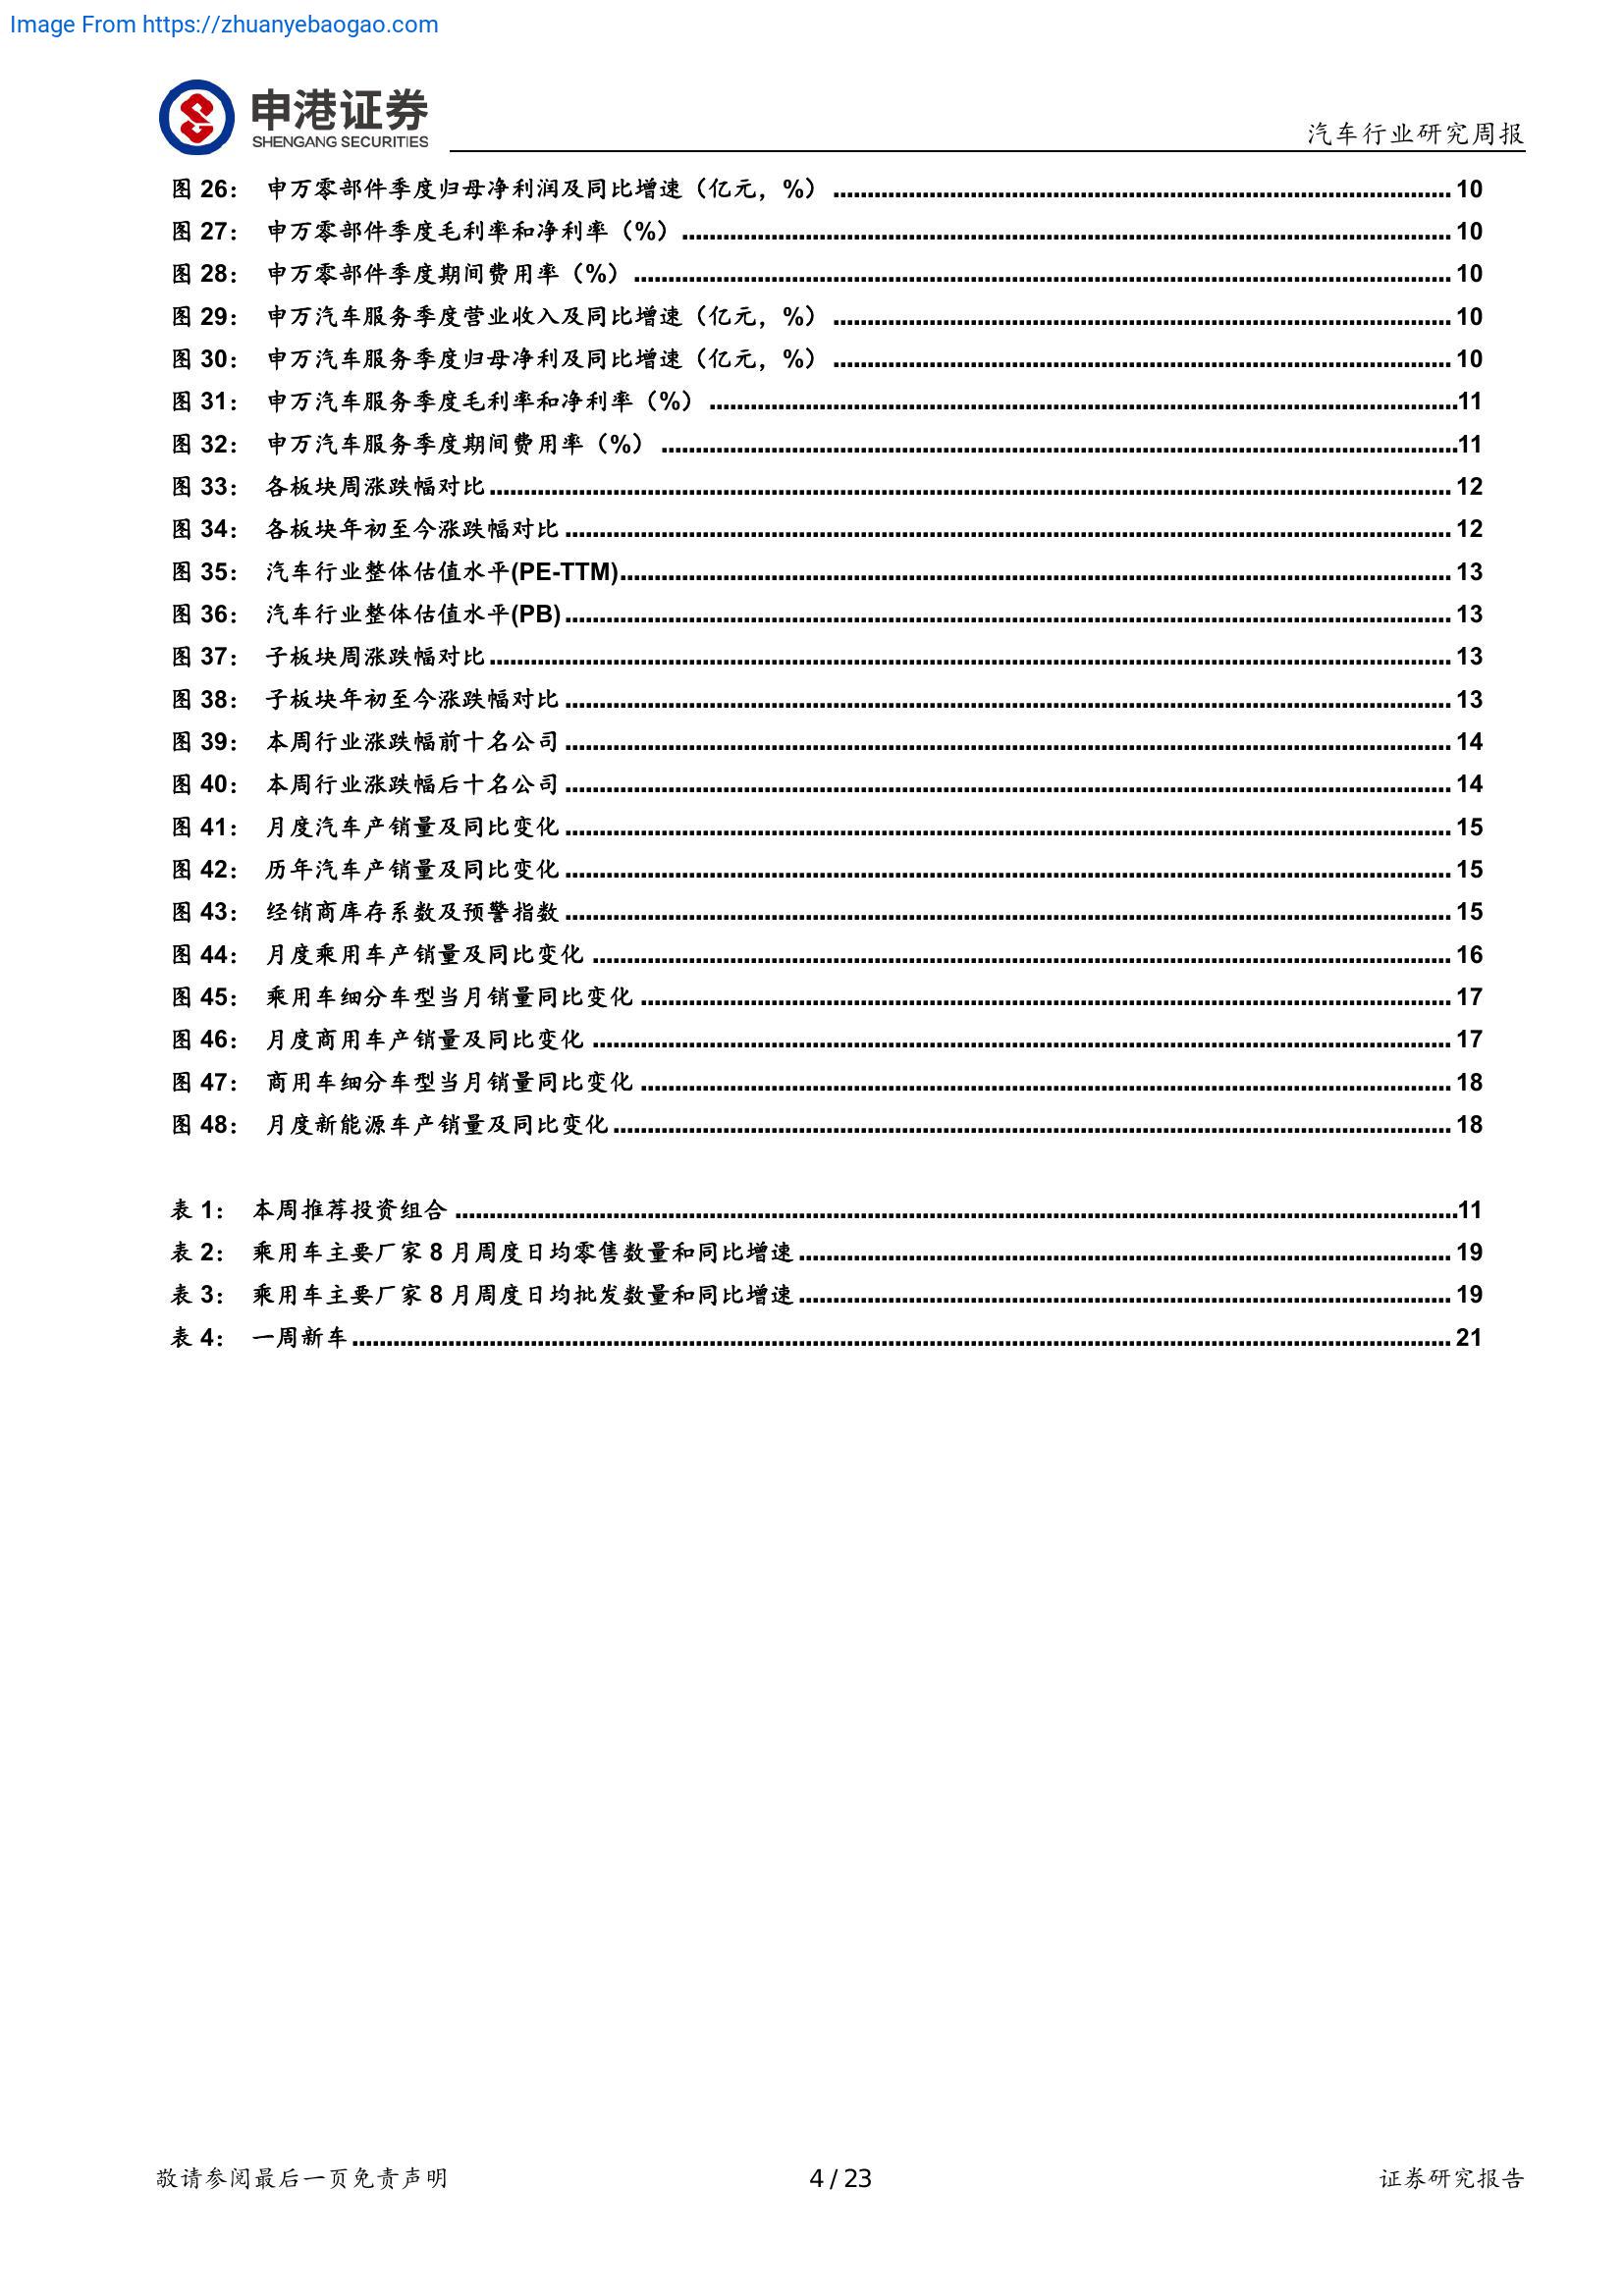 Image From https://zhuanyebaogao.com
申港证券
SHENGANG SECURITIES
汽车行业研究周报
图 26： 申万零部件季度归母净利润及同比增速（亿元，%）........ 10
图 27： 申万零部件季度毛利率和净利率（%）........ 10
图 28： 申万零部件季度期间费用率（%）........ 10
图 29： 申万汽车服务季度营业收入及同比增速（亿元，%）........ 10
图 30： 申万汽车服务季度归母净利及同比增速（亿元，%）........ 10
图 31： 申万汽车服务季度毛利率和净利率（%）........11
图 32： 申万汽车服务季度期间费用率（%）........11
图 33： 各板块周涨跌幅对比........ 12
图 34： 各板块年初至今涨跌幅对比........ 12
图 35： 汽车行业整体估值水平(PE-TTM)........ 13
图 36： 汽车行业整体估值水平(PB)........ 13
图 37： 子板块周涨跌幅对比........ 13
图 38： 子板块年初至今涨跌幅对比........ 13
图 39： 本周行业涨跌幅前十名公司........ 14
图 40： 本周行业涨跌幅后十名公司........ 14
图 41： 月度汽车产销量及同比变化........ 15
图 42： 历年汽车产销量及同比变化........ 15
图 43： 经销商库存系数及预警指数........ 15
图 44： 月度乘用车产销量及同比变化........ 16
图 45： 乘用车细分车型当月销量同比变化........ 17
图 46： 月度商用车产销量及同比变化........ 17
图 47： 商用车细分车型当月销量同比变化........ 18
图 48： 月度新能源车产销量及同比变化........ 18
表 1： 本周推荐投资组合........11
表 2： 乘用车主要厂家 8 月周度日均零售数量和同比增速........ 19
表 3： 乘用车主要厂家 8 月周度日均批发数量和同比增速........ 19
表 4： 一周新车........ 21
敬请参阅最后一页免责声明
4 / 23
证券研究报告